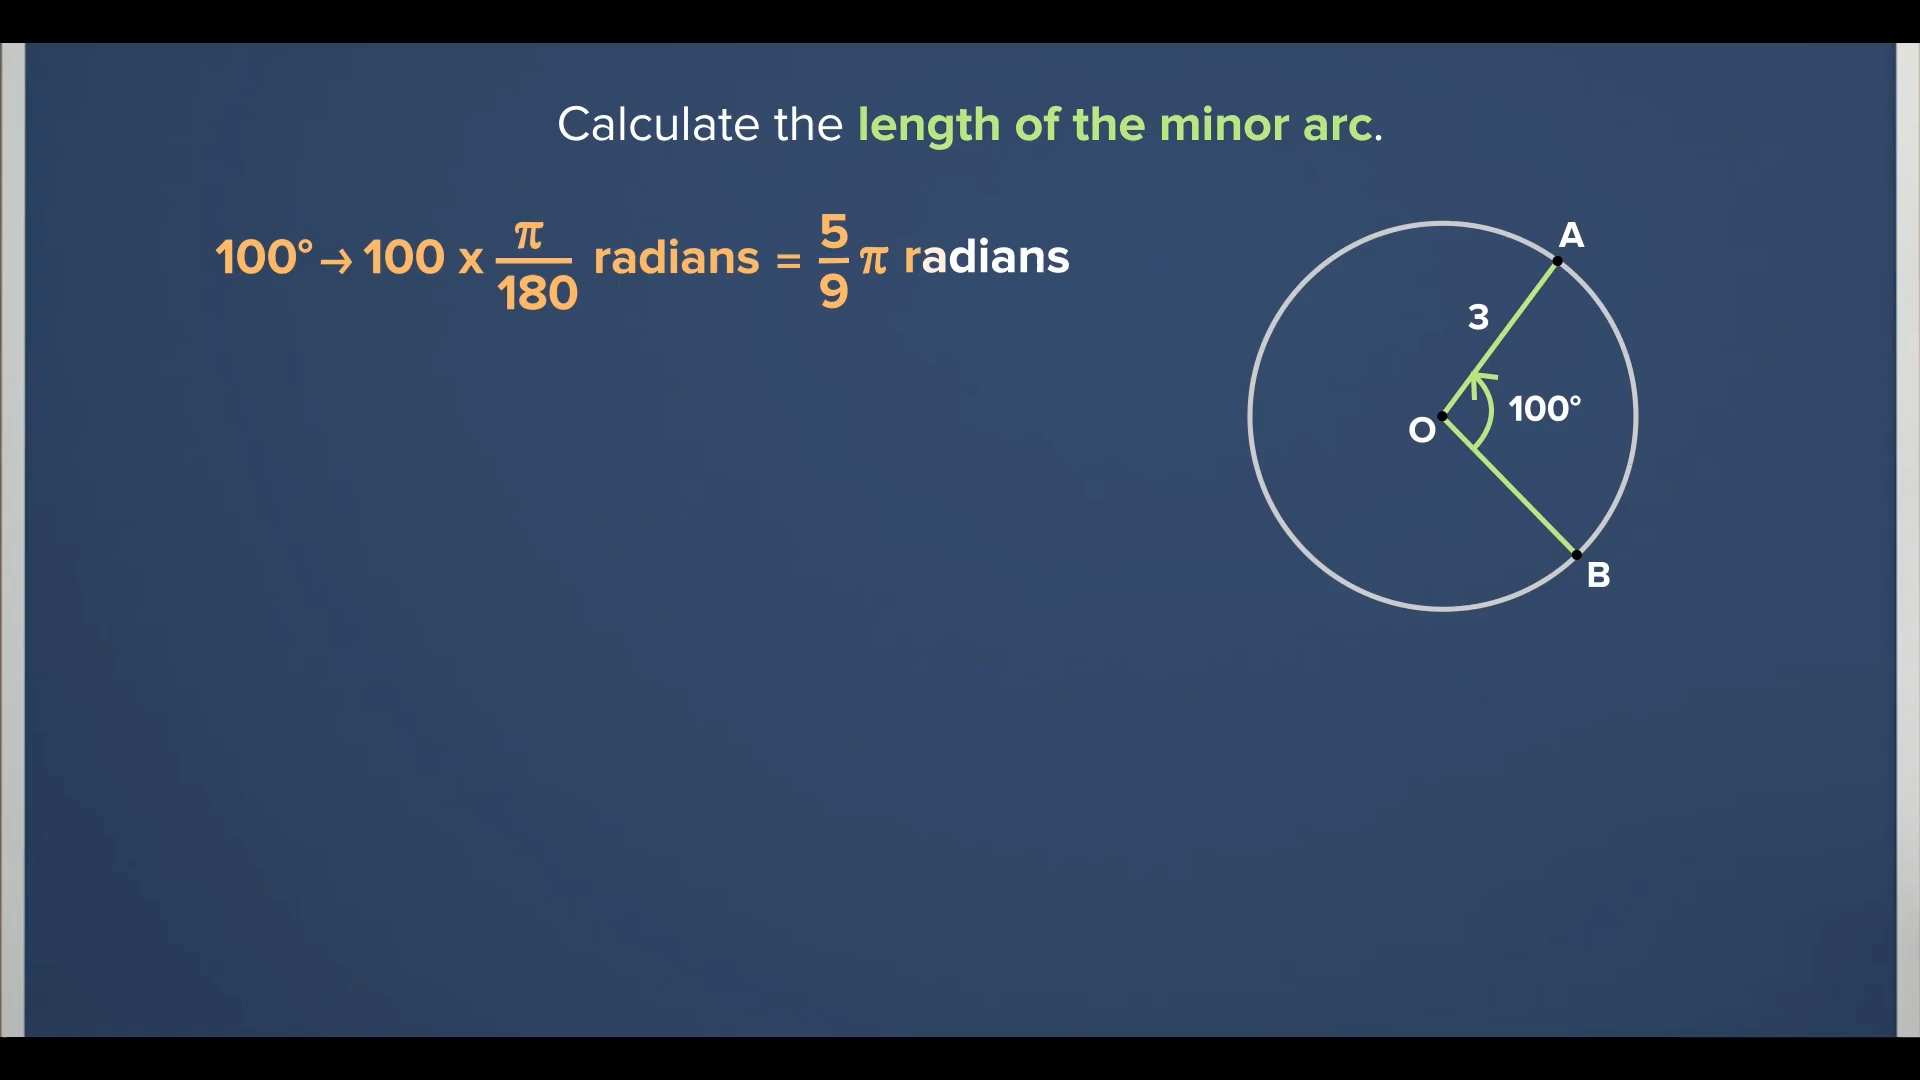 Calculate the length of the minor arc.
100° → 100 x π/180 radians = 5/9 π radians
A
3
100°
O
B